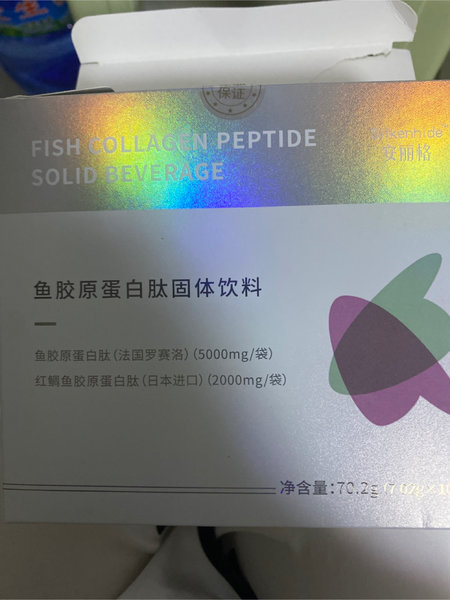 保证
FISH COLLAGEN PEPTIDE
SOLID BEVERAGE
安丽格
鱼胶原蛋白肽固体饮料
鱼胶原蛋白肽(法国罗赛洛)(5000mg/袋)
红鲷鱼胶原蛋白肽(日本进口)(2000mg/袋)
净含量:70.2g